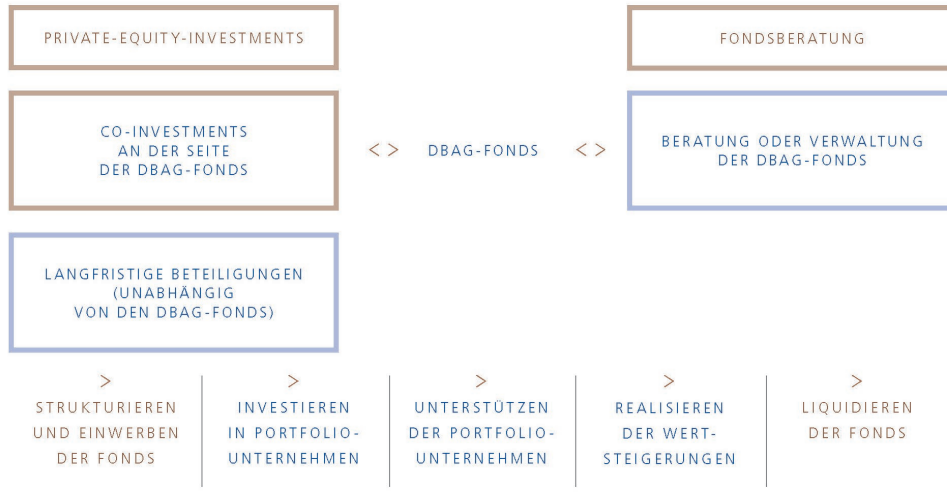 PRIVATE-EQUITY-INVESTMENTS
FONDSBERATUNG
CO-INVESTMENTS
AN DER SEITE
DER DBAG-FONDS
< > DBAG-FONDS < >
BERATUNG ODER VERWALTUNG
DER DBAG-FONDS
LANGFRISTIGE BETEILIGUNGEN
(UNABHÄNGIG
VON DEN DBAG-FONDS)
>
STRUKTURIEREN
UND EINWERBEN
DER FONDS
>
INVESTIEREN
IN PORTFOLIO-
UNTERNEHMEN
>
UNTERSTÜTZEN
DER PORTFOLIO-
UNTERNEHMEN
>
REALISIEREN
DER WERT-
STEIGERUNGEN
>
LIQUIDIEREN
DER FONDS